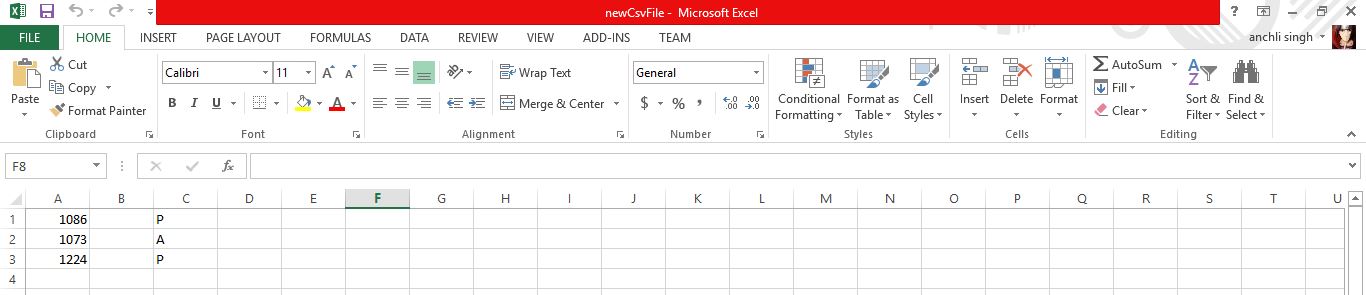 newCsvFile - Microsoft Excel
FILE HOME INSERT PAGE LAYOUT FORMULAS DATA REVIEW VIEW ADD-INS TEAM anchli singh
Paste Cut Copy Format Painter
Calibri 11 A A B I U A
Wrap Text Merge & Center
General $ % , .0 .00 .00 .0
Conditional Formatting Format as Table Cell Styles
Insert Delete Format
AutoSum Fill Clear Sort & Filter Find & Select
Clipboard Font Alignment Number Styles Cells Editing
F8 fx
A B C D E F G H I J K L M N O P Q R S T U
1 1086 P
2 1073 A
3 1224 P
4